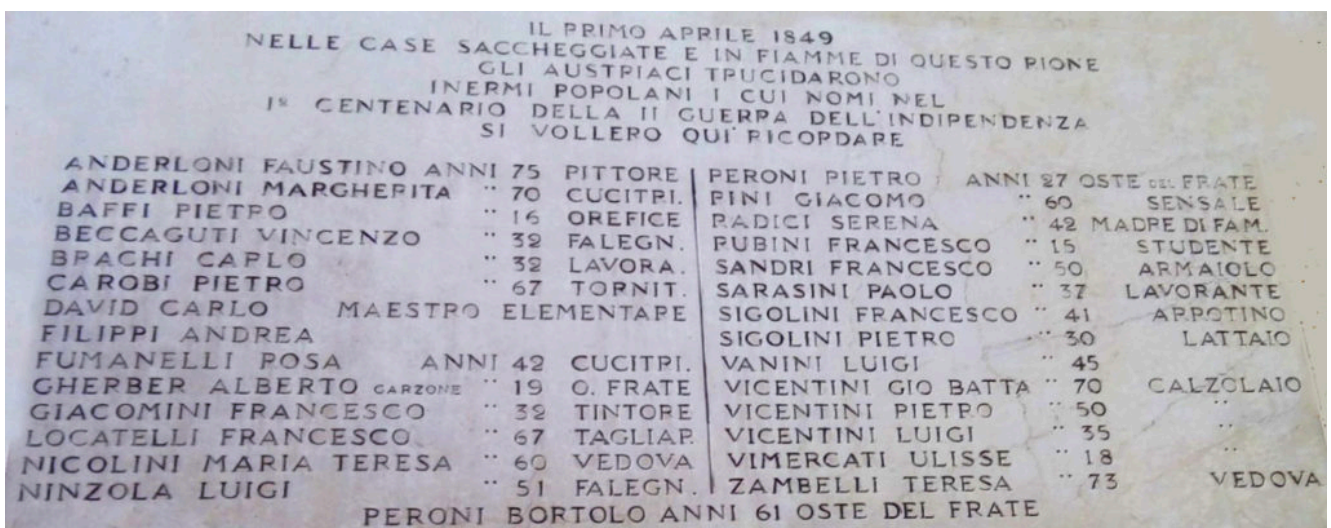 IL PRIMO APRILE 1849
NELLE CASE SACCHEGGIATE E IN FIAMME DI QUESTO RIONE
GLI AUSTRIACI TRUCIDARONO
INERMI POPOLANI I CUI NOMI NEL
1º CENTENARIO DELLA II GUERRA DELL'INDIPENDENZA
SI VOLLERO QUI RICORDARE
ANDERLONI FAUSTINO ANNI 75 PITTORE
ANDERLONI MARGHERITA " 70 CUCITRI.
BAFFI PIETRO " 16 OREFICE
BECCAGUTI VINCENZO " 32 FALEGN.
BRACHI CARLO " 32 LAVORA.
CAROBI PIETRO " 67 TORNIT.
DAVID CARLO MAESTRO ELEMENTARE
FILIPPI ANDREA
FUMANELLI ROSA ANNI 42 CUCITRI.
GHERBER ALBERTO GARZONE " 19 O. FRATE
GIACOMINI FRANCESCO " 32 TINTORE
LOCATELLI FRANCESCO " 67 TAGLIAP.
NICOLINI MARIA TERESA " 60 VEDOVA
NINZOLA LUIGI " 51 FALEGN.
PERONI PIETRO ANNI 27 OSTE DEL FRATE
PINI GIACOMO " 60 SENSALE
RADICI SERENA " 42 MADRE DI FAM.
RUBINI FRANCESCO " 15 STUDENTE
SANDRI FRANCESCO " 50 ARMAIOLO
SARASINI PAOLO " 37 LAVORANTE
SIGOLINI FRANCESCO " 41 ARROTINO
SIGOLINI PIETRO " 30 LATTAIO
VANINI LUIGI " 45
VICENTINI GIO BATTA " 70 CALZOLAIO
VICENTINI PIETRO " 50 "
VICENTINI LUIGI " 35 "
VIMERCATI ULISSE " 18
ZAMBELLI TERESA " 73 VEDOVA
PERONI BORTOLO ANNI 61 OSTE DEL FRATE